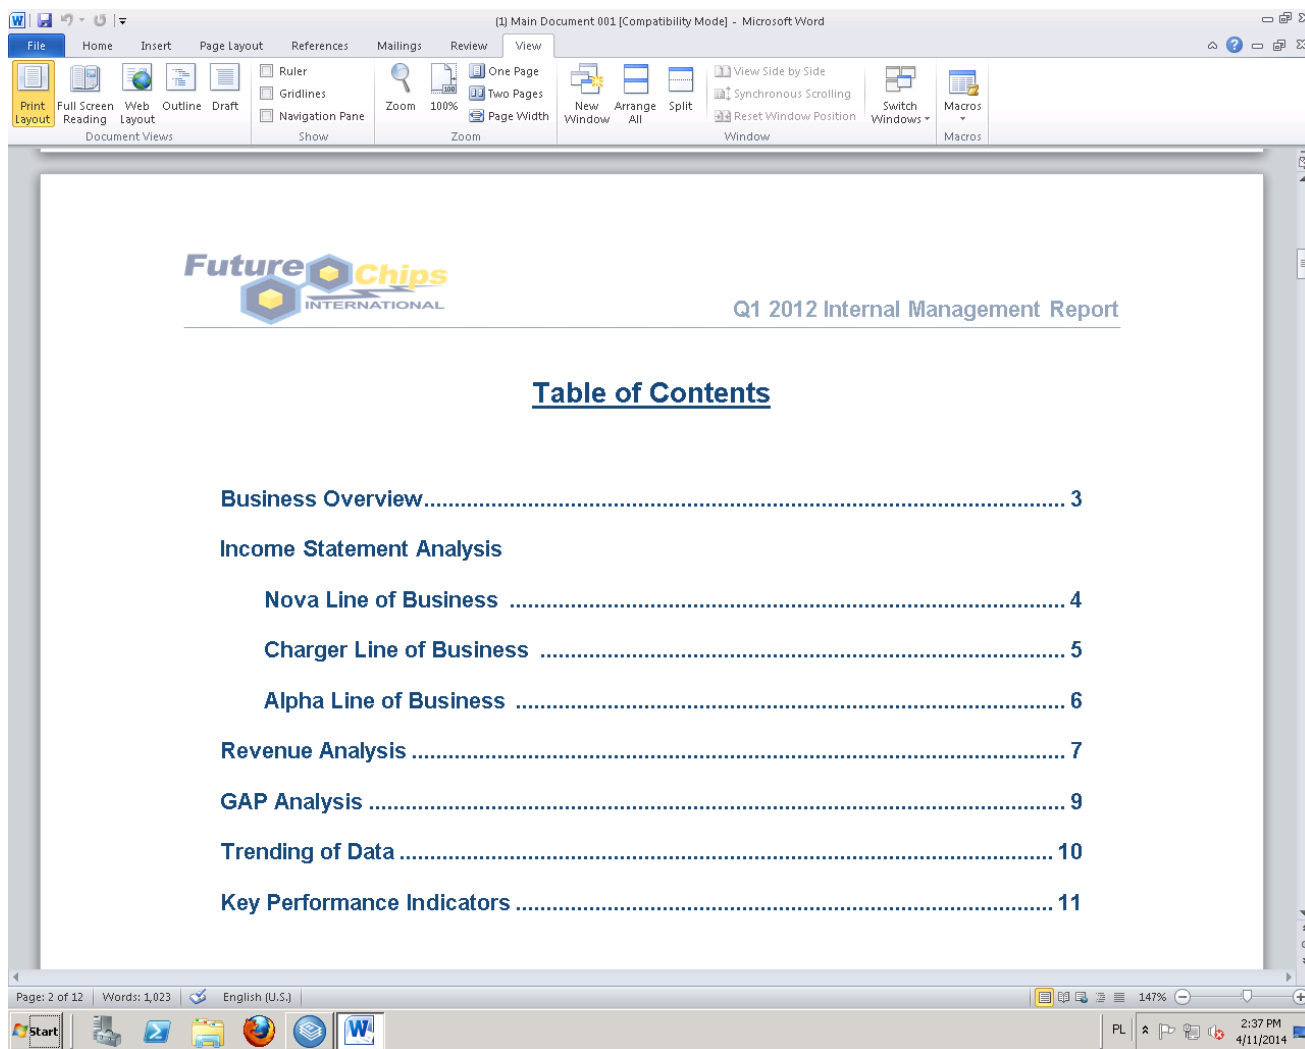 (1) Main Document 001 [Compatibility Mode] - Microsoft Word
File Home Insert Page Layout References Mailings Review View
Print Layout
Full Screen Reading
Web Layout
Outline
Draft
Document Views
Ruler
Gridlines
Navigation Pane
Show
Zoom
100%
One Page
Two Pages
Page Width
Zoom
New Window
Arrange All
Split
View Side by Side
Synchronous Scrolling
Reset Window Position
Window
Switch Windows
Macros
Macros
Future Chips
INTERNATIONAL
Q1 2012 Internal Management Report
Table of Contents
Business Overview............................................................ 3
Income Statement Analysis
Nova Line of Business ............................................................ 4
Charger Line of Business ............................................................ 5
Alpha Line of Business ............................................................ 6
Revenue Analysis ............................................................ 7
GAP Analysis ............................................................ 9
Trending of Data ............................................................ 10
Key Performance Indicators ............................................................ 11
Page: 2 of 12 Words: 1,023 English (U.S.) 147%
Start PL 2:37 PM
4/11/2014